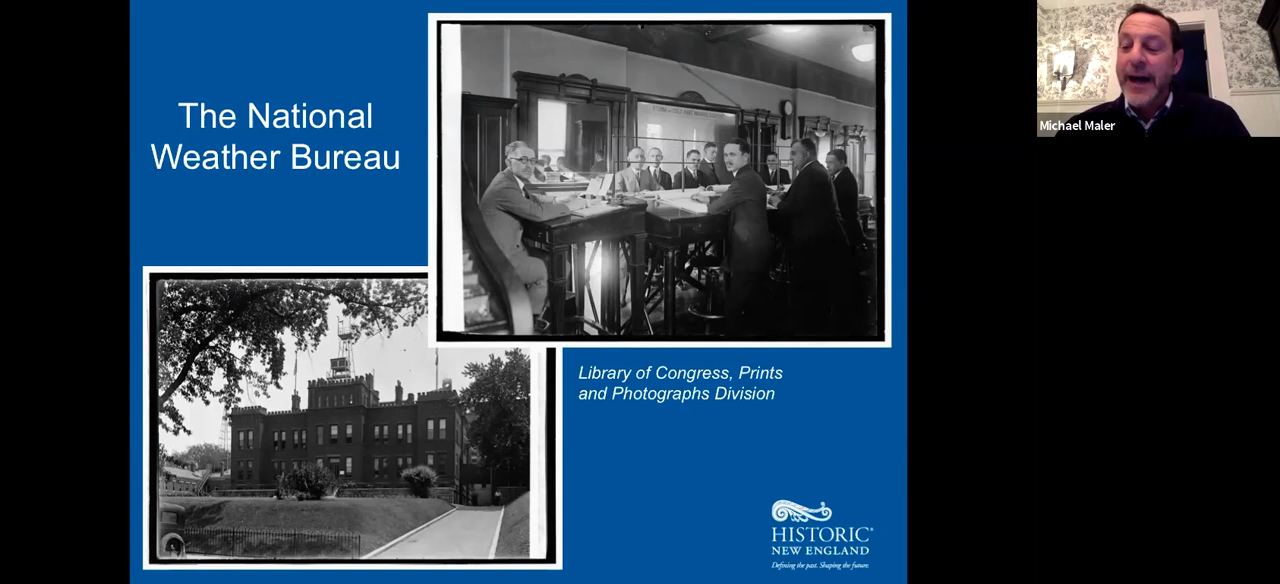 The National
Weather Bureau
Library of Congress, Prints
and Photographs Division
HISTORIC®
NEW ENGLAND
Defining the past. Shaping the future.
Michael Maler